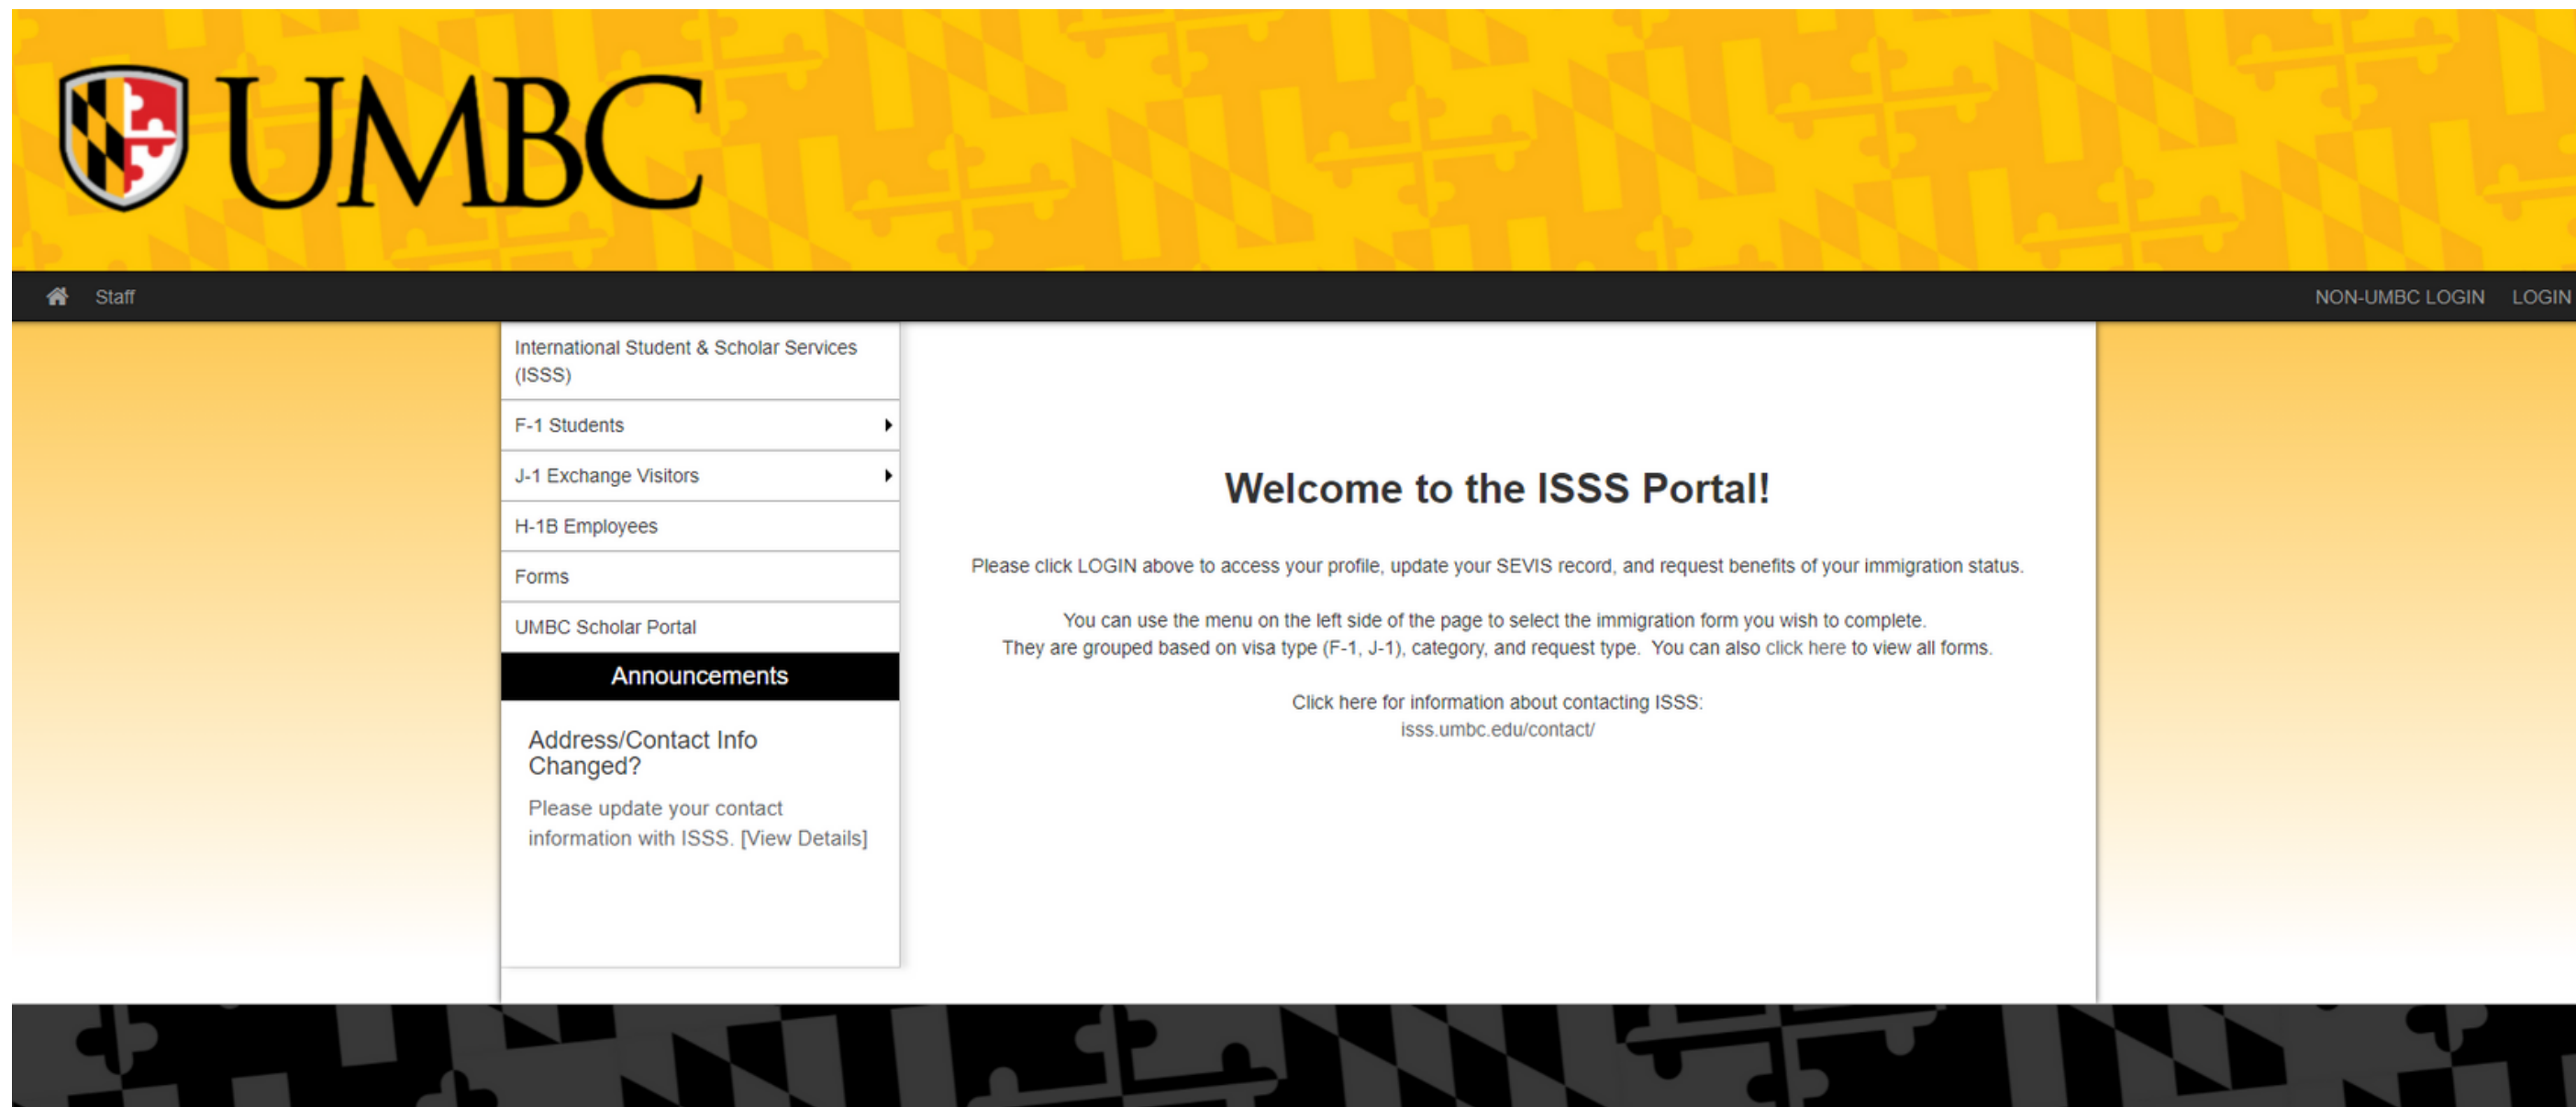 UMBC
Staff
NON-UMBC LOGIN LOGIN
International Student & Scholar Services
(ISSS)
F-1 Students
J-1 Exchange Visitors
H-1B Employees
Forms
UMBC Scholar Portal
Announcements
Address/Contact Info
Changed?
Please update your contact
information with ISSS. [View Details]
Welcome to the ISSS Portal!
Please click LOGIN above to access your profile, update your SEVIS record, and request benefits of your immigration status.
You can use the menu on the left side of the page to select the immigration form you wish to complete.
They are grouped based on visa type (F-1, J-1), category, and request type. You can also click here to view all forms.
Click here for information about contacting ISSS:
isss.umbc.edu/contact/